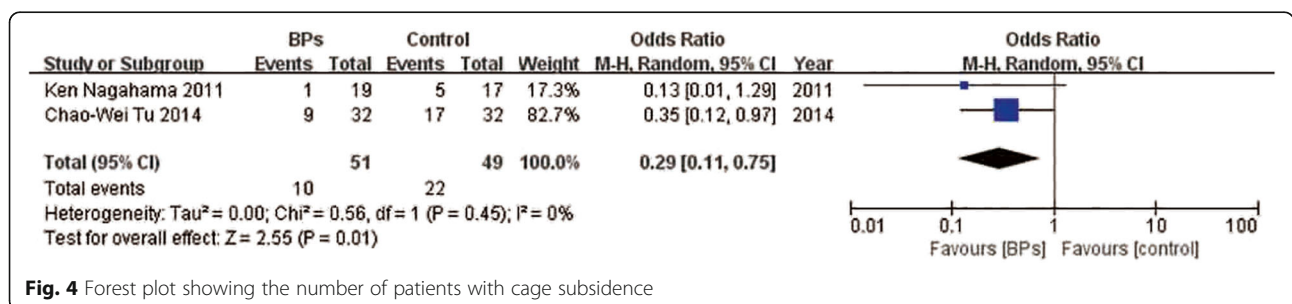 BPs Control Odds Ratio Odds Ratio
Study or Subgroup Events Total Events Total Weight M-H, Random, 95% CI Year M-H, Random, 95% CI
Ken Nagahama 2011 1 19 5 17 17.3% 0.13 [0.01, 1.29] 2011
Chao-Wei Tu 2014 9 32 17 32 82.7% 0.35 [0.12, 0.97] 2014
Total (95% CI) 51 49 100.0% 0.29 [0.11, 0.75]
Total events 10 22
Heterogeneity: Tau² = 0.00; Chi² = 0.56, df = 1 (P = 0.45); I² = 0%
Test for overall effect: Z = 2.55 (P = 0.01)
0.01 0.1 1 10 100
Favours [BPs] Favours [control]
Fig. 4 Forest plot showing the number of patients with cage subsidence